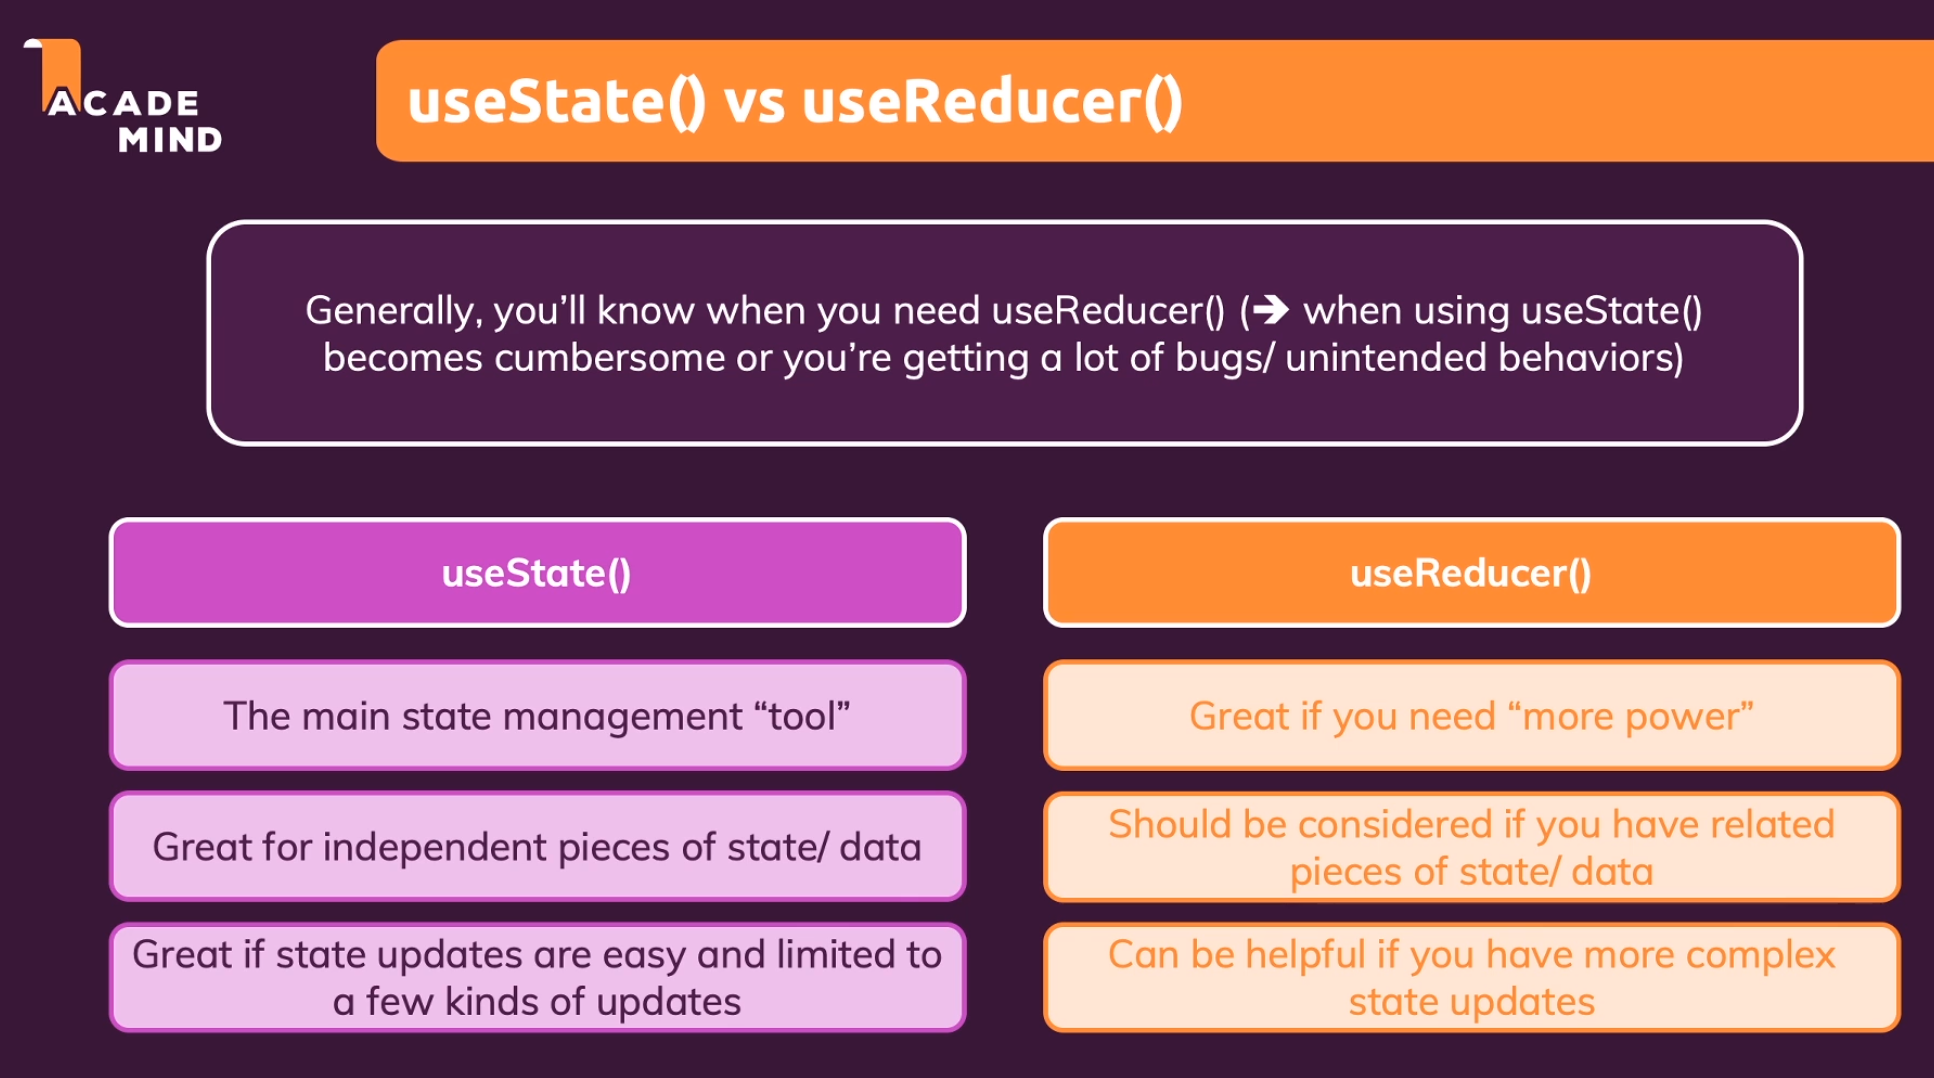 ACADE
MIND
useState() vs useReducer()
Generally, you’ll know when you need useReducer() (➔ when using useState()
becomes cumbersome or you’re getting a lot of bugs/ unintended behaviors)
useState()
The main state management “tool”
Great for independent pieces of state/ data
Great if state updates are easy and limited to
a few kinds of updates
useReducer()
Great if you need “more power”
Should be considered if you have related
pieces of state/ data
Can be helpful if you have more complex
state updates